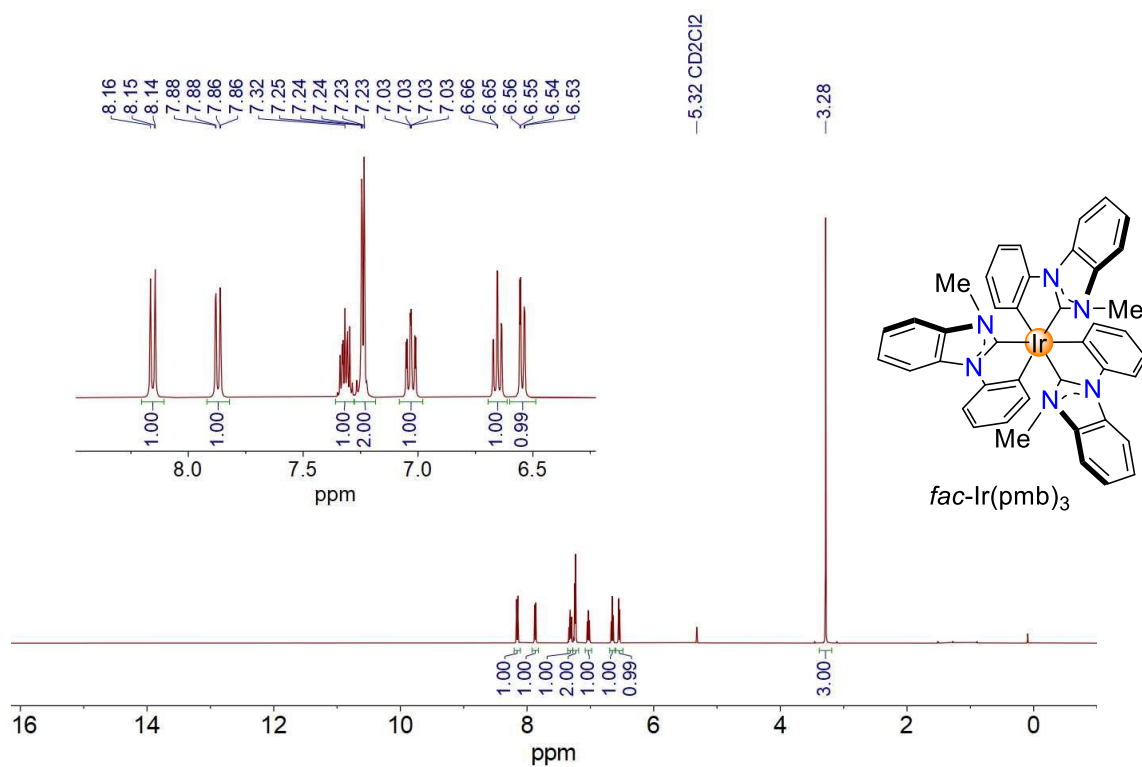 8.16
8.15
8.14
7.88
7.88
7.86
7.86
7.32
7.25
7.24
7.24
7.23
7.23
7.03
7.03
7.03
7.03
6.66
6.65
6.56
6.55
6.54
6.53
5.32 CD2Cl2
3.28
1.00
1.00
1.00
2.00
1.00
1.00
0.99
8.0 7.5 7.0 6.5
ppm
N
Me
N
N
Me
Ir
N
N
N
Me
fac-Ir(pmb)3
1.00
1.00
1.00
2.00
1.00
1.00
0.99
3.00
16 14 12 10 8 6 4 2 0
ppm